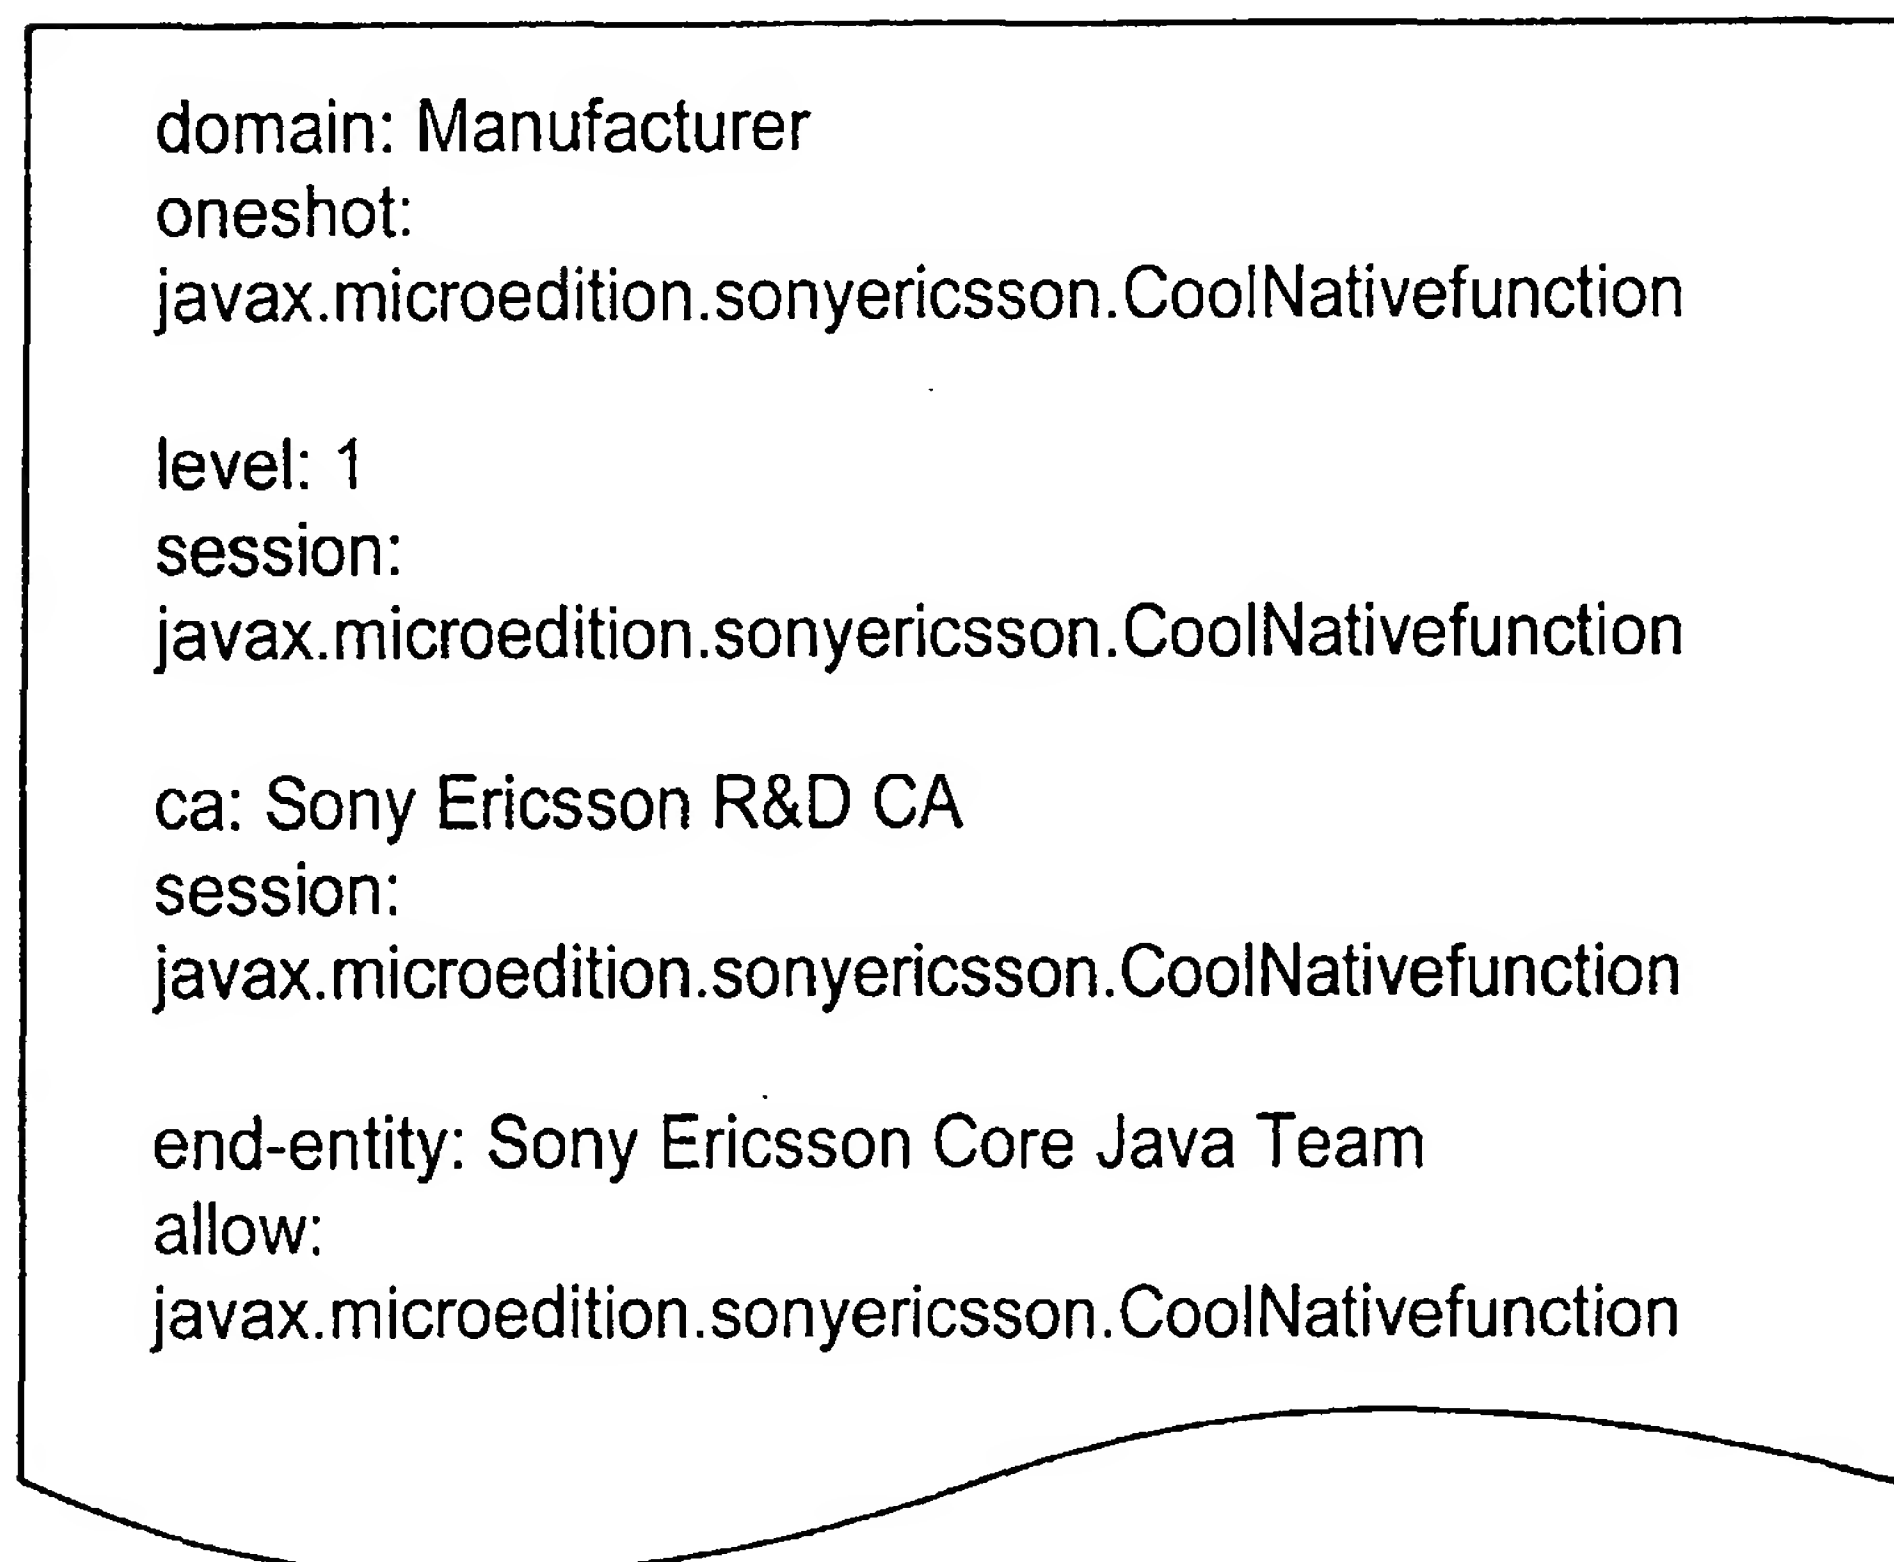 domain: Manufacturer
oneshot:
javax.microedition.sonyericsson.CoolNativefunction
level: 1
session:
javax.microedition.sonyericsson.CoolNativefunction
ca: Sony Ericsson R&D CA
session:
javax.microedition.sonyericsson.CoolNativefunction
end-entity: Sony Ericsson Core Java Team
allow:
javax.microedition.sonyericsson.CoolNativefunction